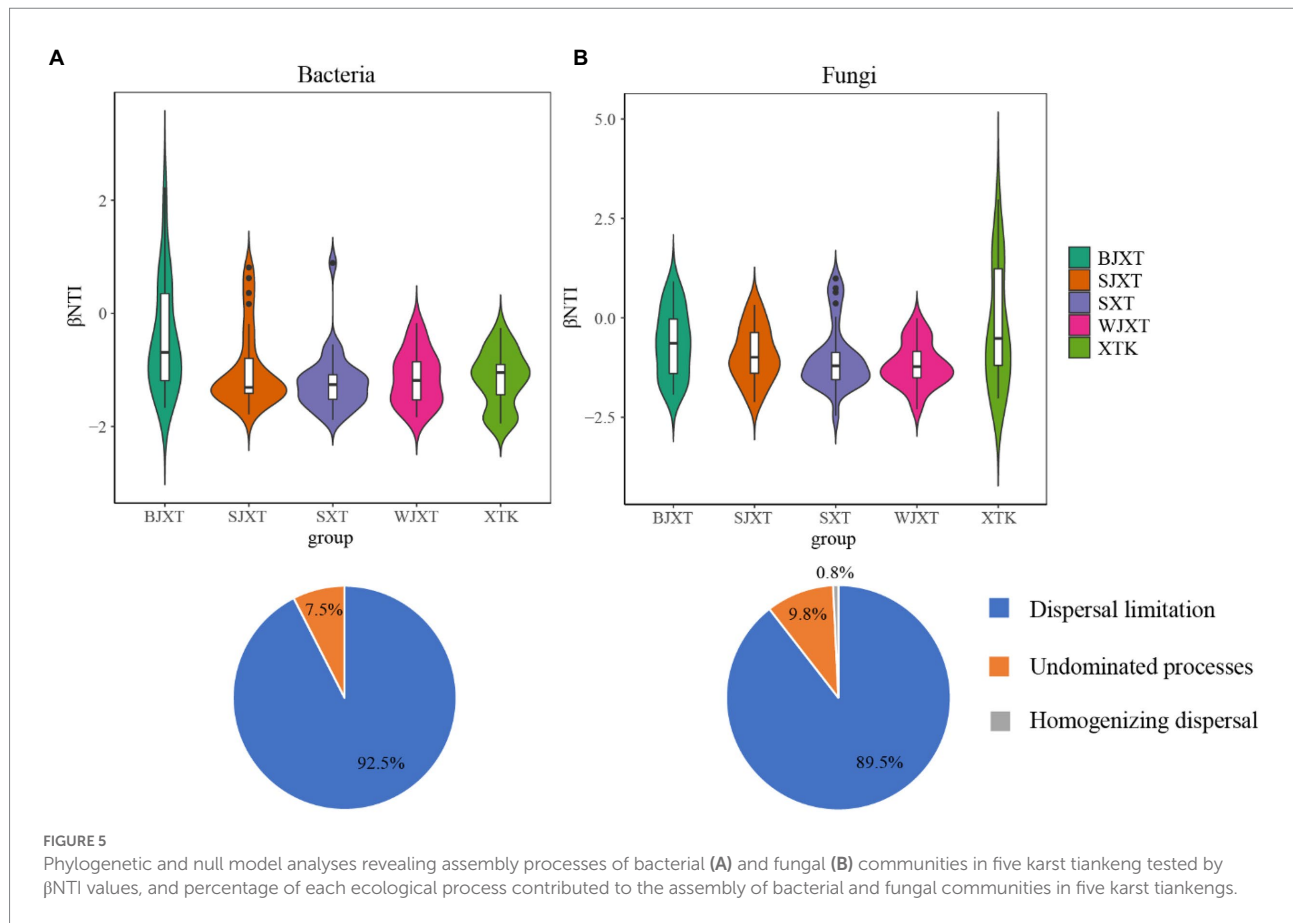 A
B
Bacteria
Fungi
βNTI
2
0
−2
BJXT SJXT SXT WJXT XTK
group
βNTI
5.0
2.5
0.0
−2.5
BJXT SJXT SXT WJXT XTK
group
BJXT
SJXT
SXT
WJXT
XTK
7.5%
92.5%
0.8%
9.8%
89.5%
Dispersal limitation
Undominated processes
Homogenizing dispersal
FIGURE 5
Phylogenetic and null model analyses revealing assembly processes of bacterial (A) and fungal (B) communities in five karst tiankeng tested by
βNTI values, and percentage of each ecological process contributed to the assembly of bacterial and fungal communities in five karst tiankengs.